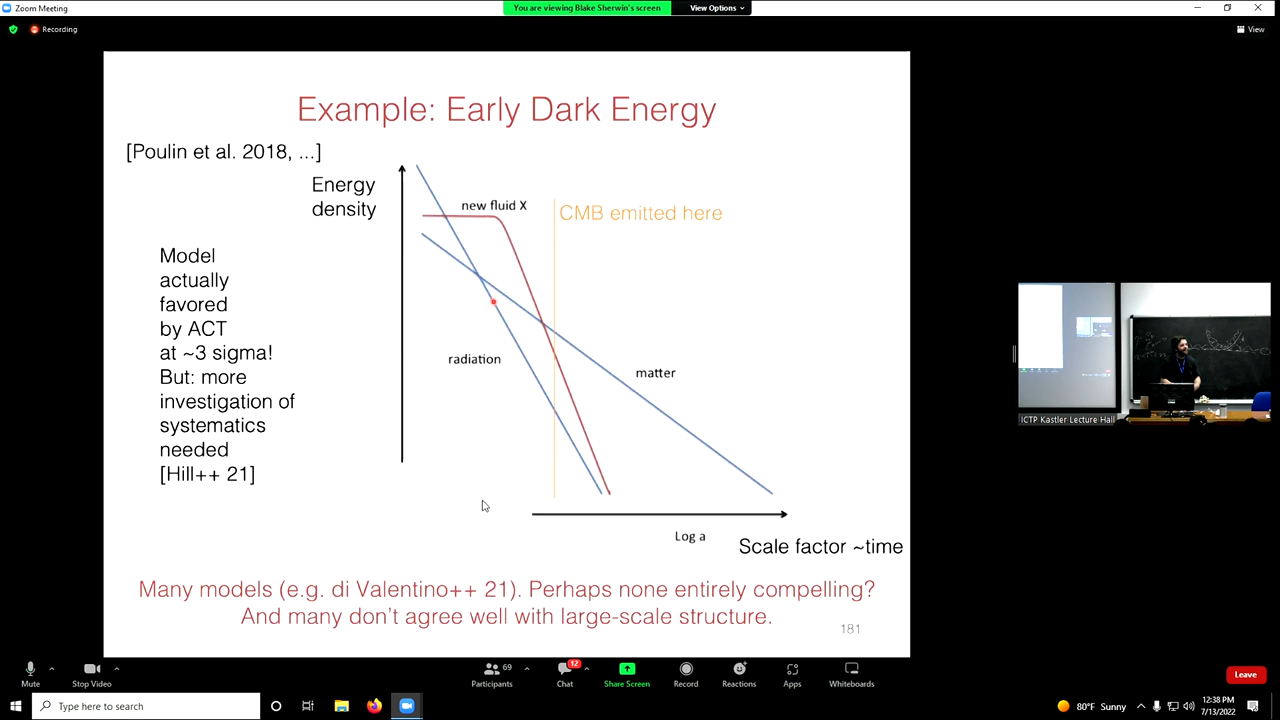 Zoom Meeting
You are viewing Blake Sherwin's screen
View Options
Recording
View
Example: Early Dark Energy
[Poulin et al. 2018, ...]
Energy
density
new fluid X
CMB emitted here
Model
actually
favored
by ACT
at ~3 sigma!
But: more
investigation of
systematics
needed
[Hill++ 21]
radiation
matter
Log a
Scale factor ~time
Many models (e.g. di Valentino++ 21). Perhaps none entirely compelling?
And many don't agree well with large-scale structure.
181
ICTP Kastler Lecture Hall
Mute
Stop Video
Participants
69
Chat
12
Share Screen
Record
Reactions
Apps
Whiteboards
Leave
Type here to search
80°F Sunny
12:38 PM
7/13/2022